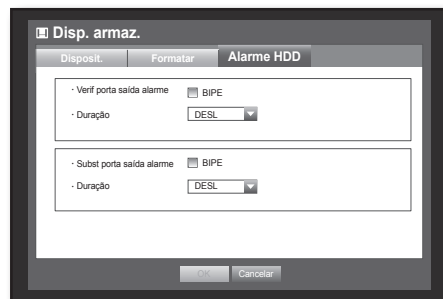 Disp. armaz.
Disposit. Formatar Alarme HDD
· Verif porta saída alarme BIPE
· Duração DESL
· Subst porta saída alarme BIPE
· Duração DESL
OK Cancelar